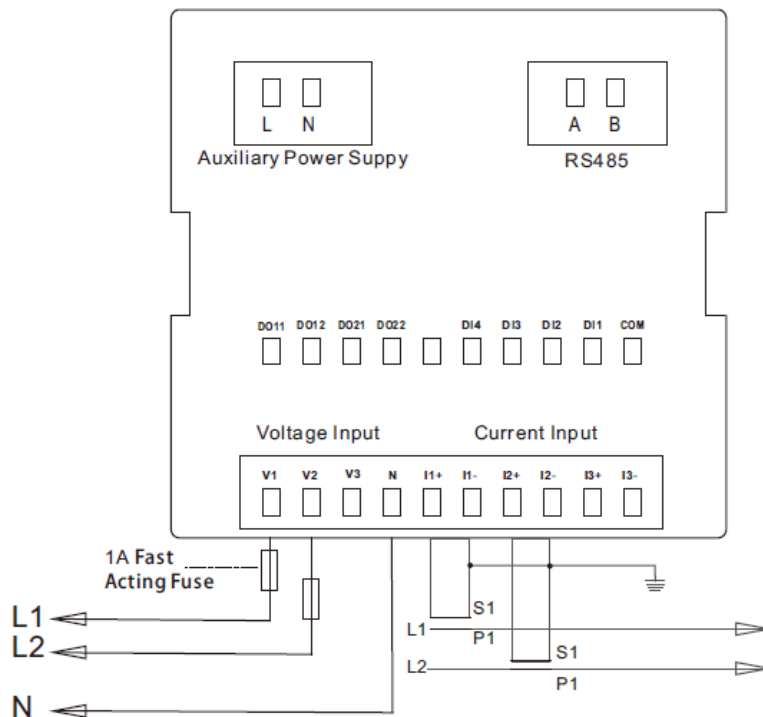 L N
Auxiliary Power Supply
A B
RS485
DO11 DO12 DO21 DO22 DI4 DI3 DI2 DI1 COM
Voltage Input Current Input
V1 V2 V3 N I1+ I1- I2+ I2- I3+ I3-
1A Fast
Acting Fuse
L1
L2
N
S1
L1
P1
S1
L2
P1